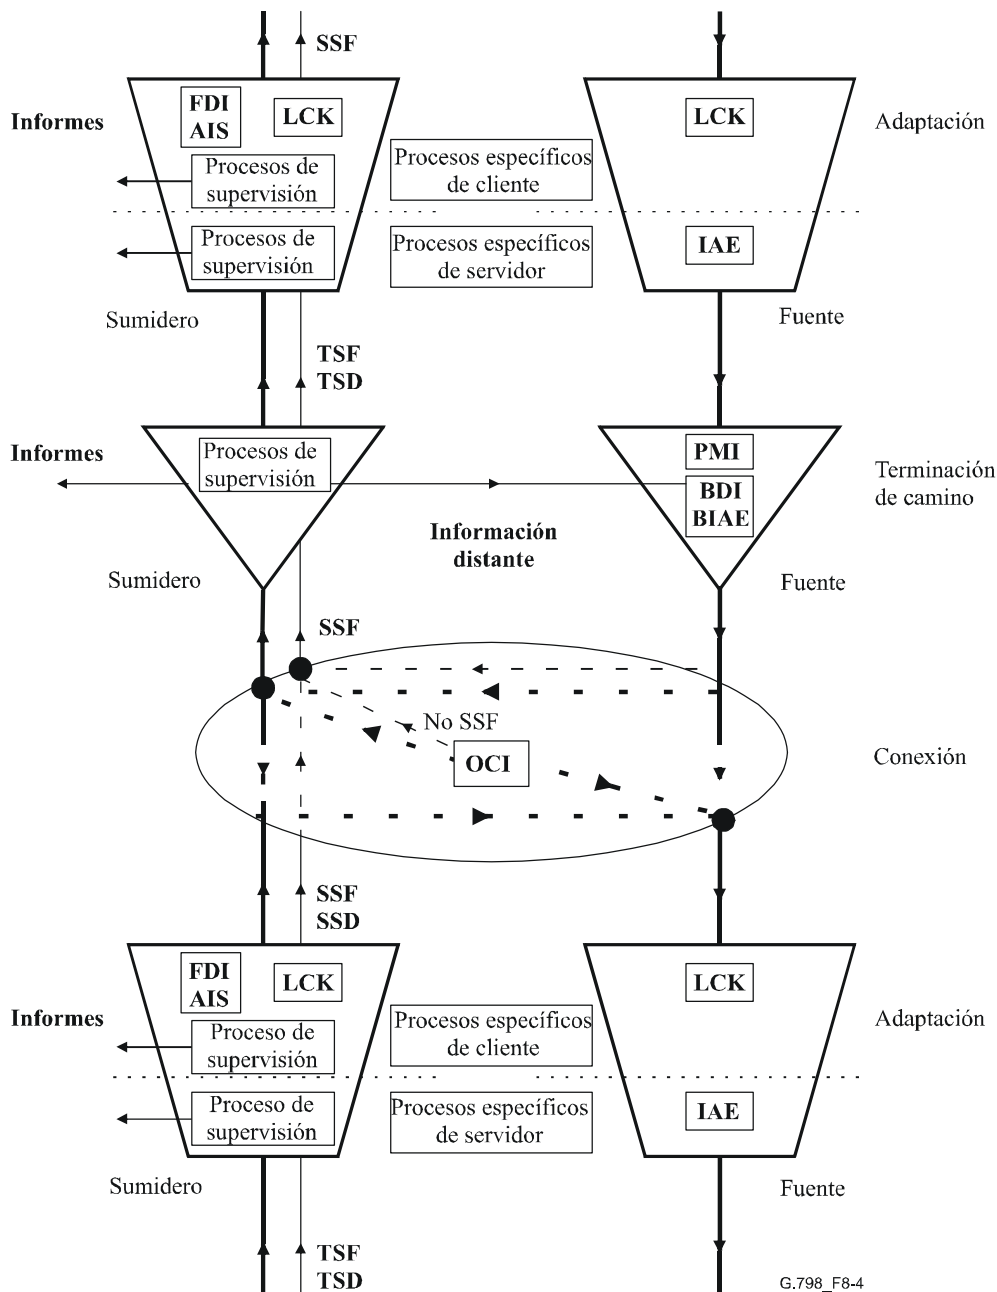 SSF
FDI
AIS
LCK
LCK
Informes
Adaptación
Procesos de
supervisión
Procesos específicos
de cliente
Procesos de
supervisión
Procesos específicos
de servidor
IAE
Sumidero
Fuente
TSF
TSD
Informes
Procesos de
supervisión
PMI
BDI
BIAE
Terminación
de camino
Información
distante
Sumidero
Fuente
SSF
No SSF
OCI
Conexión
SSF
SSD
FDI
AIS
LCK
LCK
Informes
Adaptación
Proceso de
supervisión
Procesos específicos
de cliente
Proceso de
supervisión
Procesos específicos
de servidor
IAE
Sumidero
Fuente
TSF
TSD
G.798_F8-4